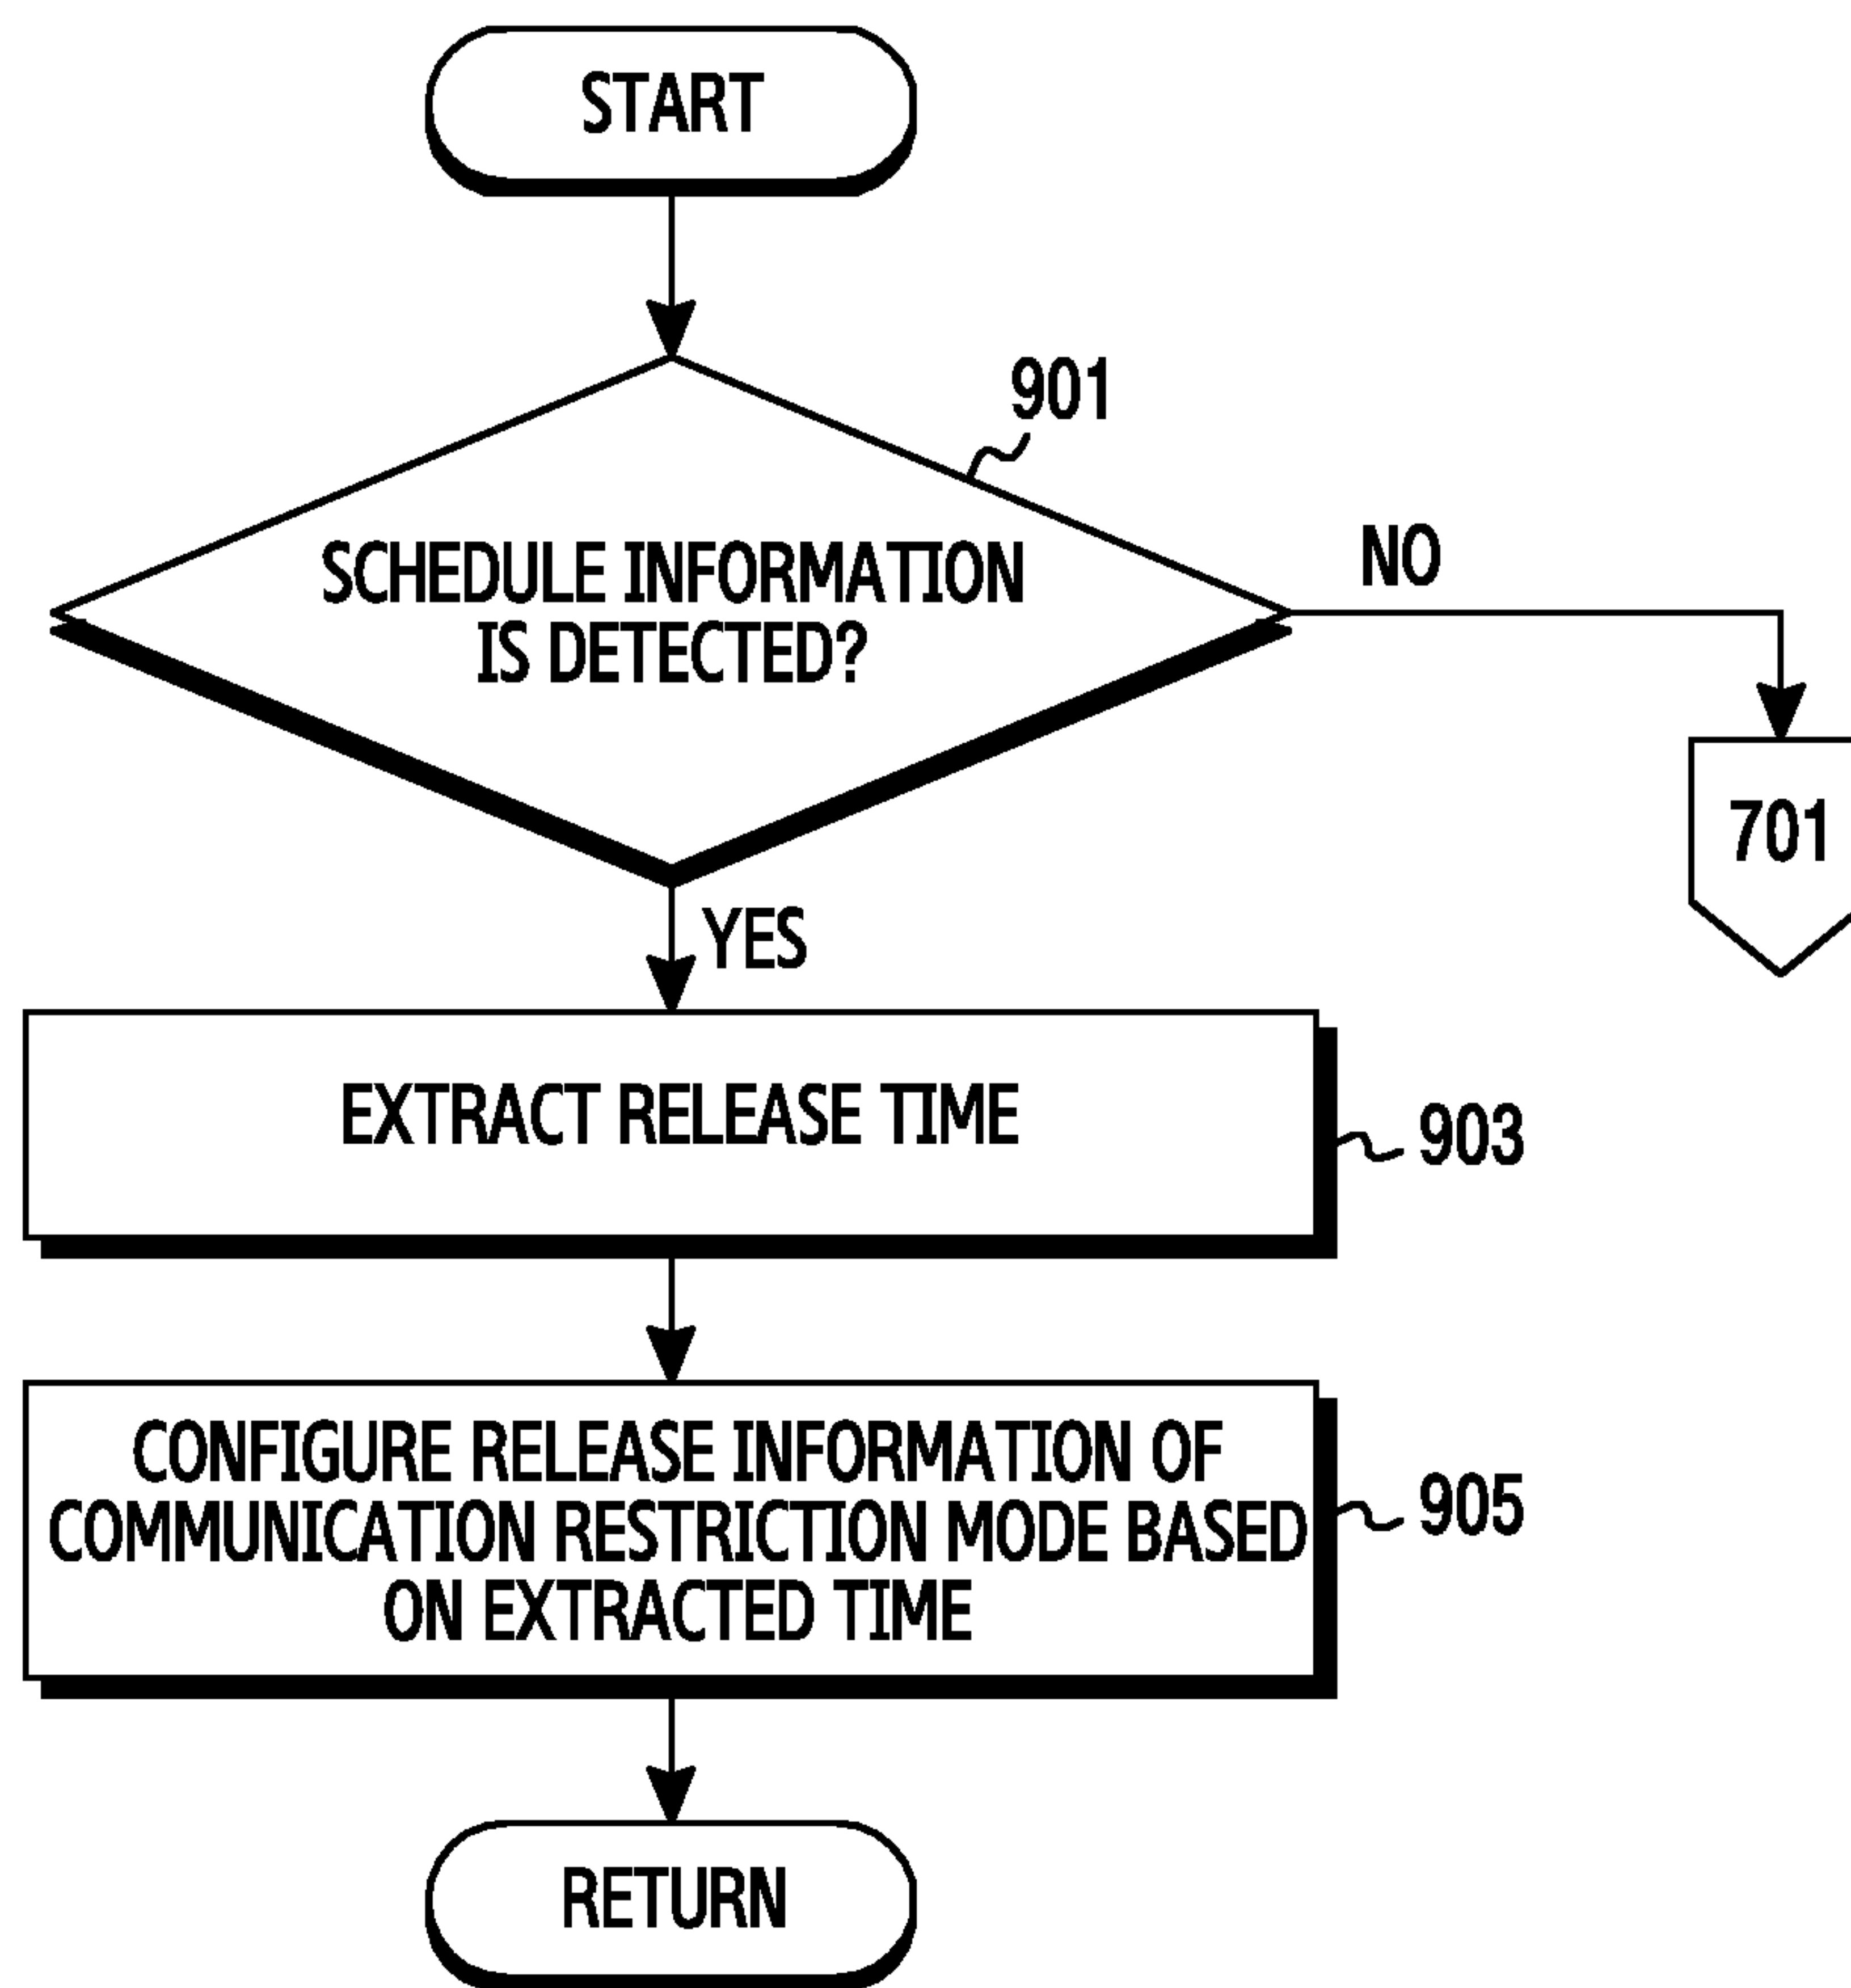 START
901
SCHEDULE INFORMATION
IS DETECTED?
NO
701
YES
EXTRACT RELEASE TIME
903
CONFIGURE RELEASE INFORMATION OF
COMMUNICATION RESTRICTION MODE BASED
ON EXTRACTED TIME
905
RETURN